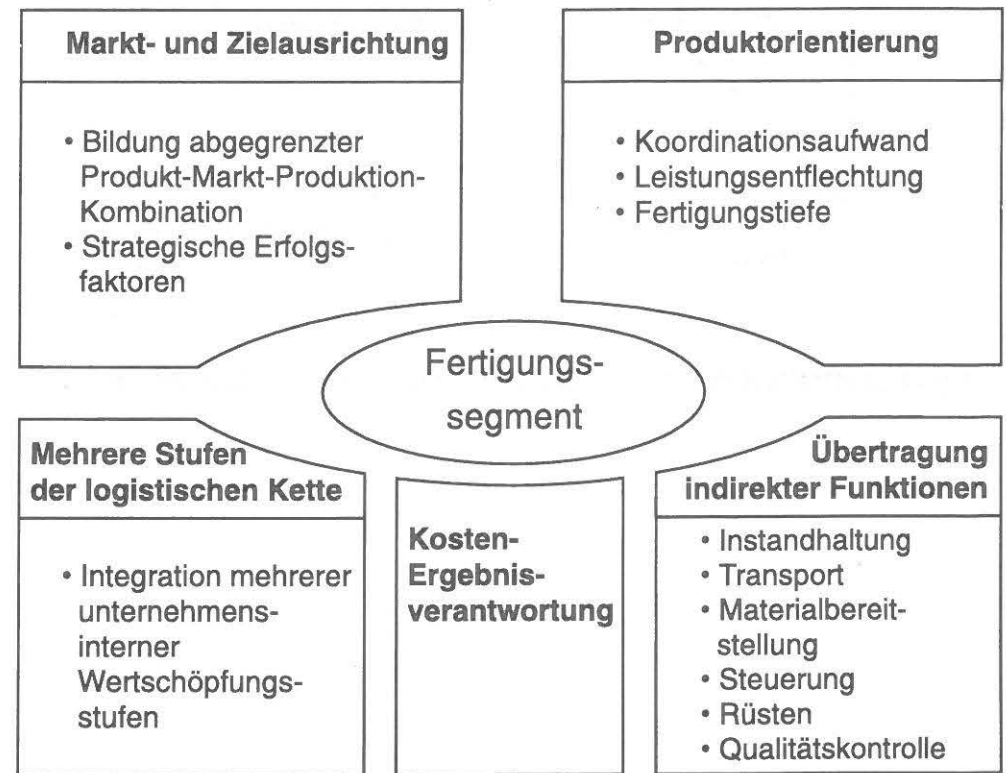 Markt- und Zielausrichtung
• Bildung abgegrenzter
Produkt-Markt-Produktion-
Kombination
• Strategische Erfolgs-
faktoren
Produktorientierung
• Koordinationsaufwand
• Leistungsentflechtung
• Fertigungstiefe
Fertigungs-
segment
Mehrere Stufen
der logistischen Kette
• Integration mehrerer
unternehmens-
interner
Wertschöpfungs-
stufen
Kosten-
Ergebnis-
verantwortung
Übertragung
indirekter Funktionen
• Instandhaltung
• Transport
• Materialbereit-
stellung
• Steuerung
• Rüsten
• Qualitätskontrolle